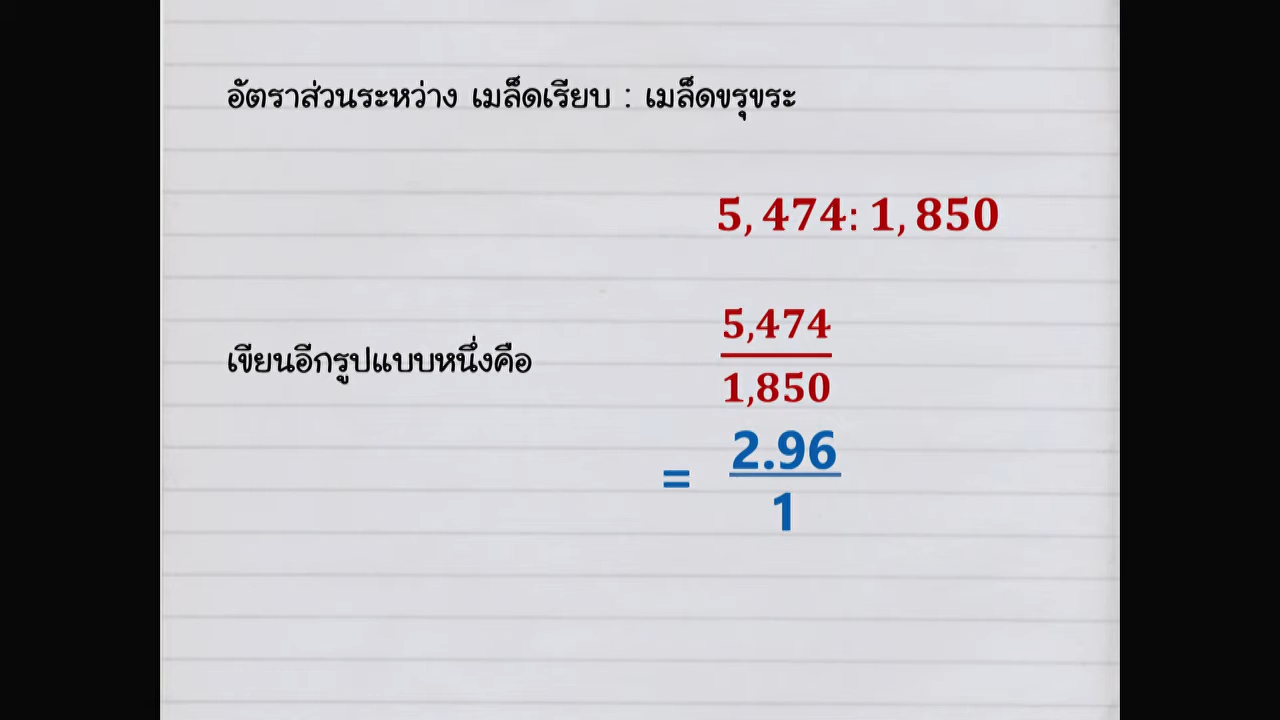 อัตราส่วนระหว่าง เมล็ดเรียบ : เมล็ดขรุขระ
5,474:1,850
เขียนอีกรูปแบบหนึ่งคือ
5,474
1,850
= 2.96
1